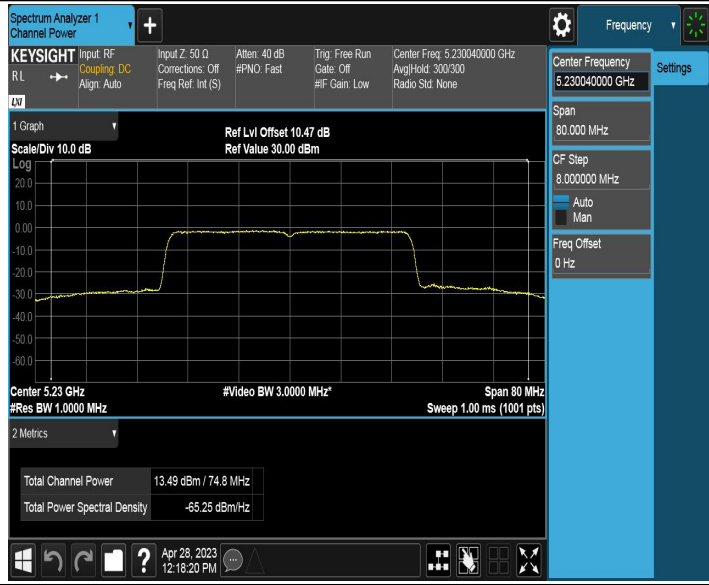 Spectrum Analyzer 1
Channel Power
+
Frequency
KEYSIGHT
RL
LXI
Input: RF
Coupling: DC
Align: Auto
Input Z: 50 Ω
Corrections: Off
Freq Ref: Int (S)
Atten: 40 dB
#PNO: Fast
Trig: Free Run
Gate: Off
#IF Gain: Low
Center Freq: 5.230040000 GHz
Avg|Hold: 300/300
Radio Std: None
Center Frequency
5.230040000 GHz
Settings
Span
80.000 MHz
CF Step
8.000000 MHz
Auto
Man
Freq Offset
0 Hz
1 Graph
Scale/Div 10.0 dB
Ref Lvl Offset 10.47 dB
Ref Value 30.00 dBm
Log
20.0
10.0
0.00
-10.0
-20.0
-30.0
-40.0
-50.0
-60.0
Center 5.23 GHz
#Res BW 1.0000 MHz
#Video BW 3.0000 MHz*
Span 80 MHz
Sweep 1.00 ms (1001 pts)
2 Metrics
Total Channel Power 13.49 dBm / 74.8 MHz
Total Power Spectral Density -65.25 dBm/Hz
?
Apr 28, 2023
12:18:20 PM